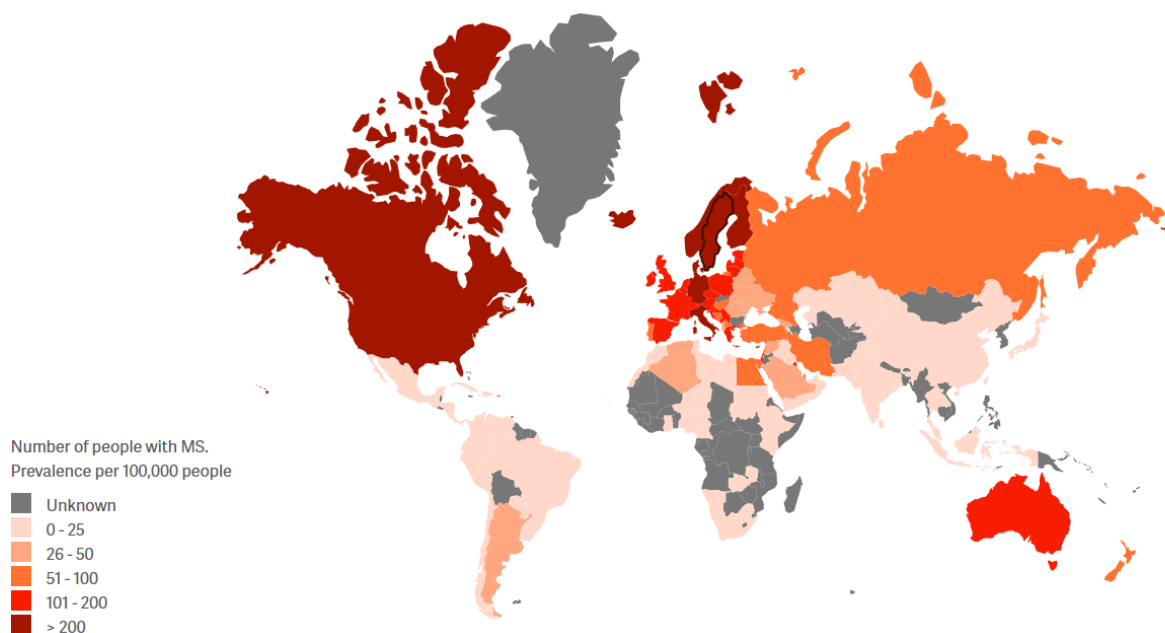 Number of people with MS.
Prevalence per 100,000 people
Unknown
0 - 25
26 - 50
51 - 100
101 - 200
> 200